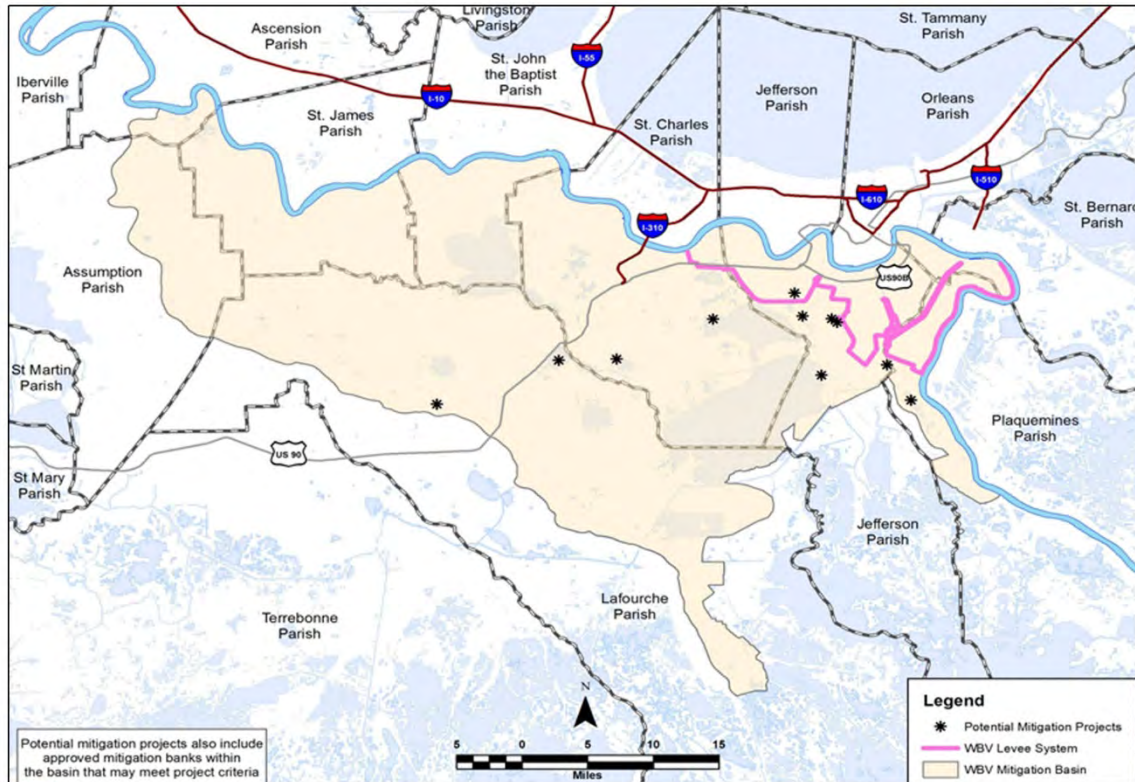 Livingston
Parish
St. Tammany
Parish
Ascension
Parish
St. John
the Baptist
Parish
I-55
Iberville
Parish
I-10
Jefferson
Parish
Orleans
Parish
St. James
Parish
St. Charles
Parish
I-510
I-610
St. Bernard
Parish
I-310
Assumption
Parish
US90B
St Martin
Parish
Plaquemines
Parish
US 90
St Mary
Parish
Jefferson
Parish
Lafourche
Parish
Terrebonne
Parish
N
5 0 5 10 15
Miles
Potential mitigation projects also include
approved mitigation banks within
the basin that may meet project criteria
Legend
Potential Mitigation Projects
WBV Levee System
WBV Mitigation Basin